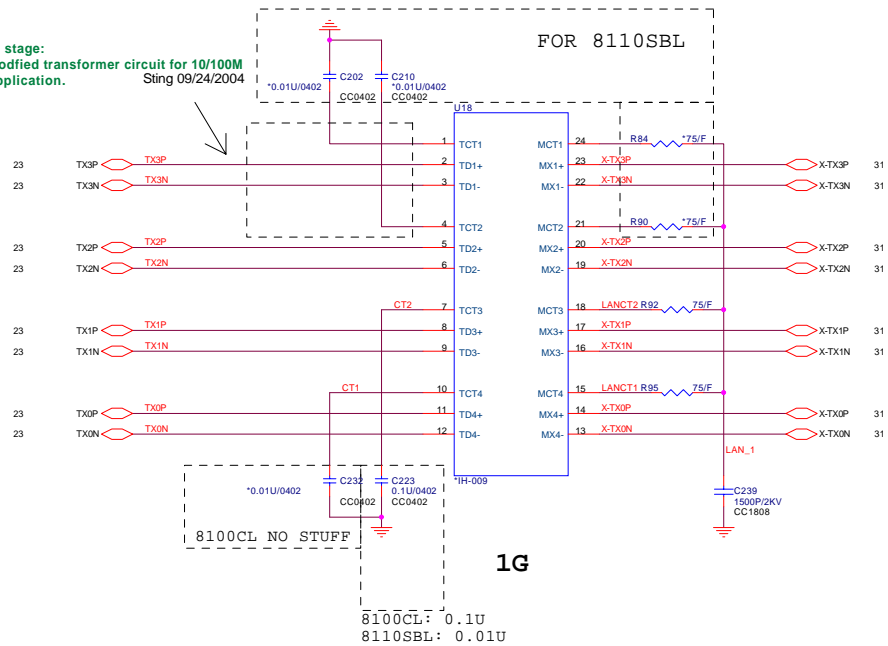 FOR 8110SBL
stage:
odfied transformer circuit for 10/100M
plication.
Sting 09/24/2004
C202
*0.01U/0402
CC0402
C210
*0.01U/0402
CC0402
U18
1 TCT1 MCT1 24 R84 *75/F
23 TX3P TX3P 2 TD1+ MX1+ 23 X-TX3P X-TX3P 31
23 TX3N TX3N 3 TD1- MX1- 22 X-TX3N X-TX3N 31
4 TCT2 MCT2 21 R90 *75/F
23 TX2P TX2P 5 TD2+ MX2+ 20 X-TX2P X-TX2P 31
23 TX2N TX2N 6 TD2- MX2- 19 X-TX2N X-TX2N 31
CT2 7 TCT3 MCT3 18 LANCT2 R92 75/F
23 TX1P TX1P 8 TD3+ MX3+ 17 X-TX1P X-TX1P 31
23 TX1N TX1N 9 TD3- MX3- 16 X-TX1N X-TX1N 31
CT1 10 TCT4 MCT4 15 LANCT1 R95 75/F
23 TX0P TX0P 11 TD4+ MX4+ 14 X-TX0P X-TX0P 31
23 TX0N TX0N 12 TD4- MX4- 13 X-TX0N X-TX0N 31
LAN_1
*IH-009
C232
*0.01U/0402
CC0402
C223
0.1U/0402
CC0402
C239
1500P/2KV
CC1808
8100CL NO STUFF
1G
8100CL: 0.1U
8110SBL: 0.01U